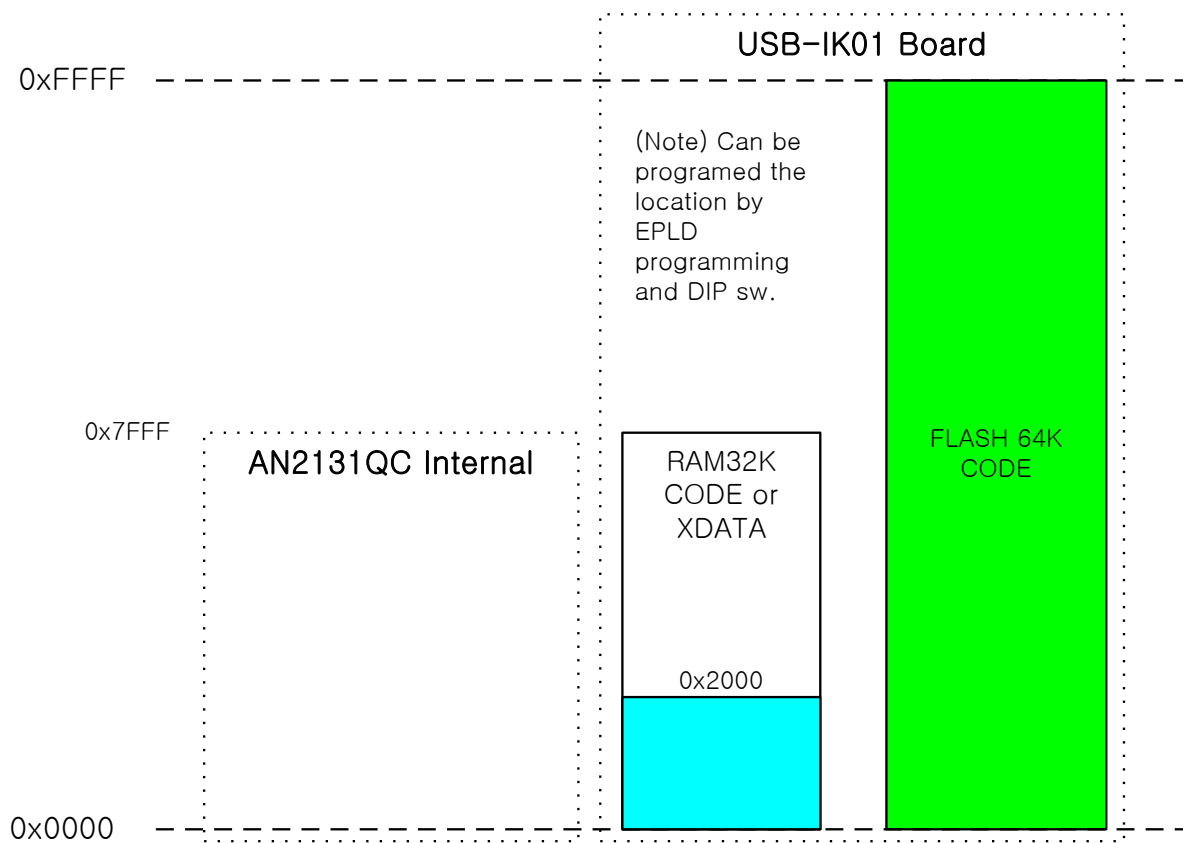 USB-IK01 Board
0xFFFF
(Note) Can be
programed the
location by
EPLD
programming
and DIP sw.
0x7FFF
AN2131QC Internal
RAM32K
CODE or
XDATA
FLASH 64K
CODE
0x2000
0x0000